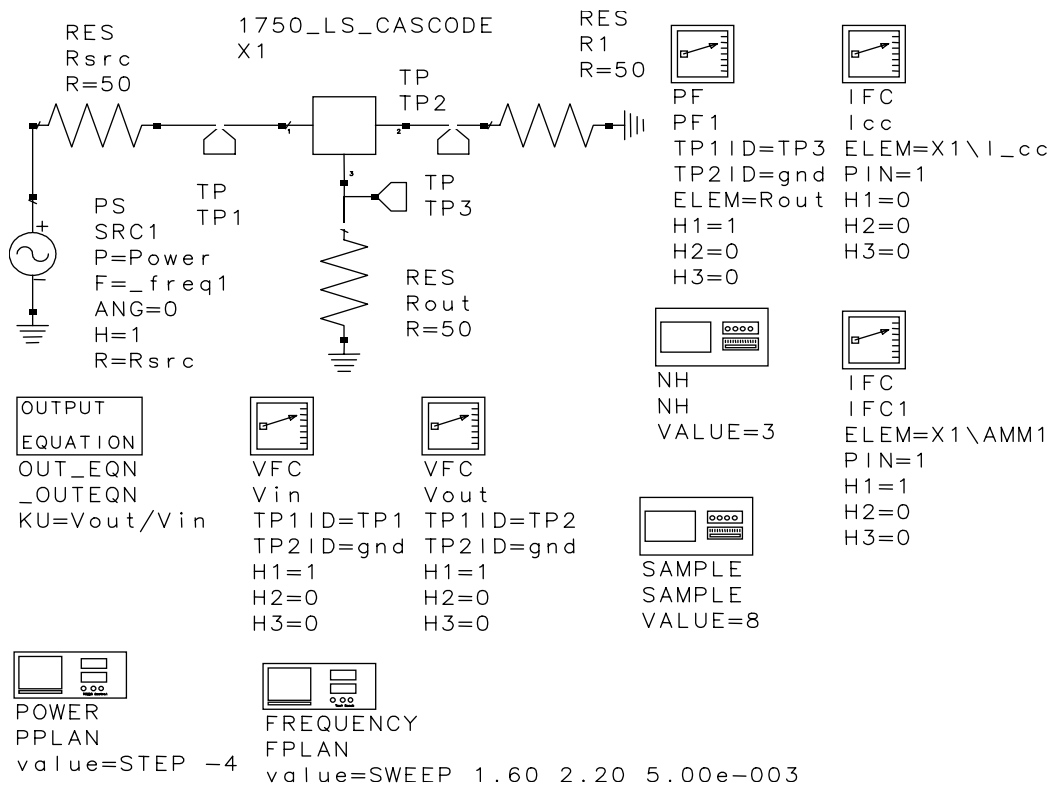 RES
Rsrc
R=50
1750_LS_CASCODE
X1
RES
R1
R=50
TP
TP2
1
2
3
TP
TP1
TP
TP3
PS
SRC1
P=Power
F=_freq1
ANG=0
H=1
R=Rsrc
RES
Rout
R=50
PF
PF1
TP1ID=TP3
TP2ID=gnd
ELEM=Rout
H1=1
H2=0
H3=0
IFC
Icc
ELEM=X1\I_cc
PIN=1
H1=0
H2=0
H3=0
NH
NH
VALUE=3
IFC
IFC1
ELEM=X1\AMM1
PIN=1
H1=1
H2=0
H3=0
OUTPUT
EQUATION
OUT_EQN
_OUTEQN
KU=Vout/Vin
VFC
Vin
TP1ID=TP1
TP2ID=gnd
H1=1
H2=0
H3=0
VFC
Vout
TP1ID=TP2
TP2ID=gnd
H1=1
H2=0
H3=0
SAMPLE
SAMPLE
VALUE=8
POWER
PPLAN
value=STEP -4
FREQUENCY
FPLAN
value=SWEEP 1.60 2.20 5.00e-003